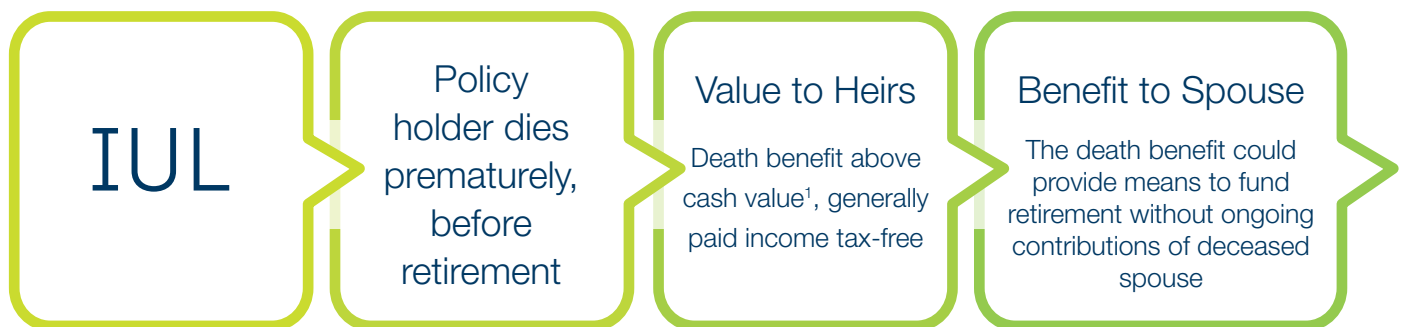 IUL
Policy
holder dies
prematurely,
before
retirement
Value to Heirs
Death benefit above
cash value¹, generally
paid income tax-free
Benefit to Spouse
The death benefit could
provide means to fund
retirement without ongoing
contributions of deceased
spouse